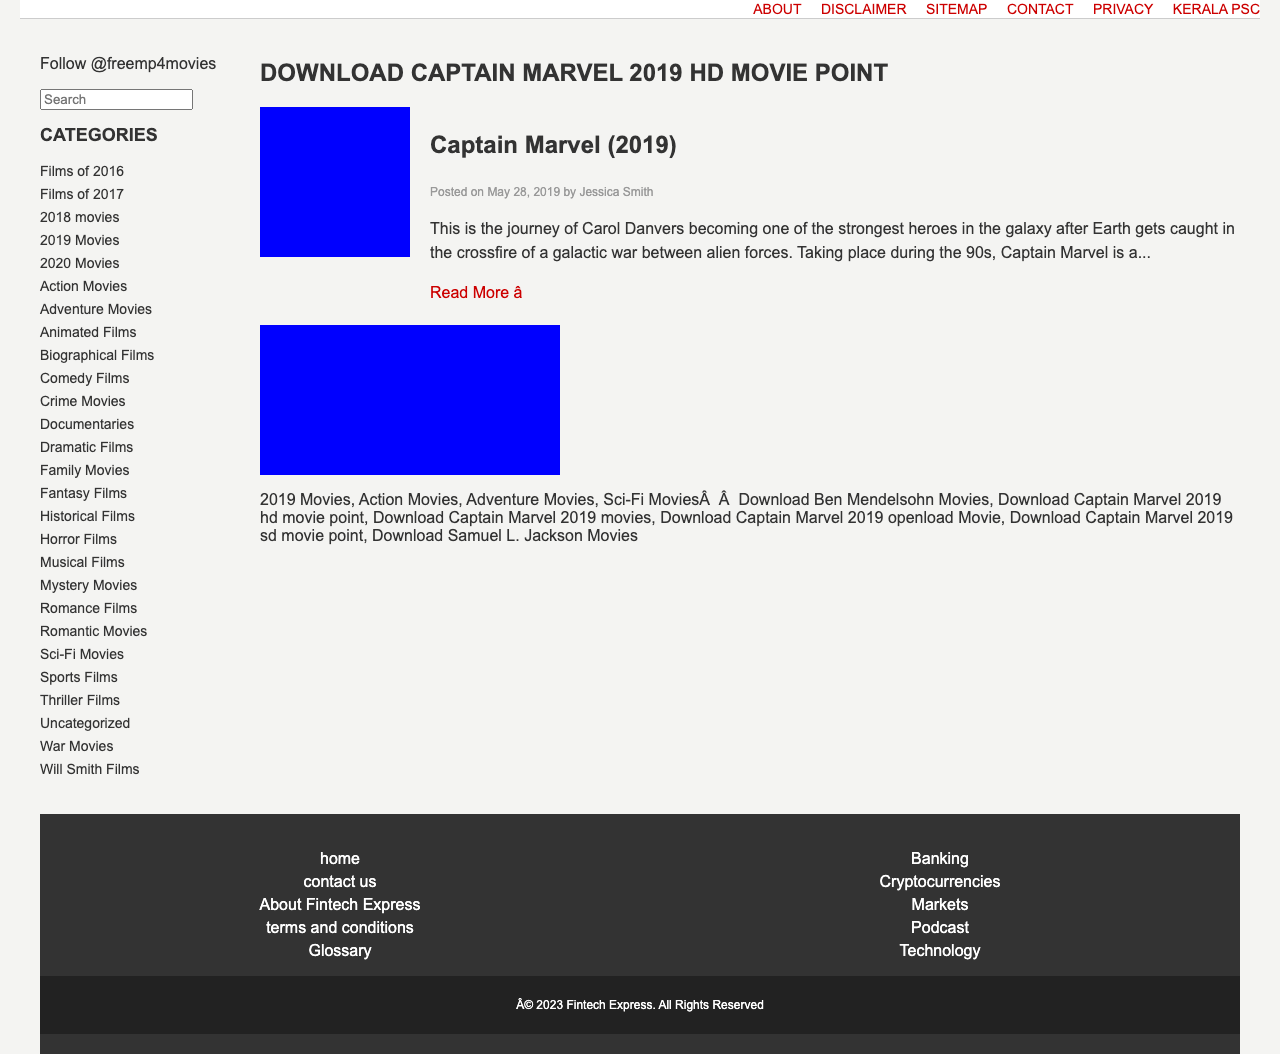 ABOUT DISCLAIMER SITEMAP CONTACT PRIVACY KERALA PSC
Follow @freemp4movies
Search
CATEGORIES
Films of 2016
Films of 2017
2018 movies
2019 Movies
2020 Movies
Action Movies
Adventure Movies
Animated Films
Biographical Films
Comedy Films
Crime Movies
Documentaries
Dramatic Films
Family Movies
Fantasy Films
Historical Films
Horror Films
Musical Films
Mystery Movies
Romance Films
Romantic Movies
Sci-Fi Movies
Sports Films
Thriller Films
Uncategorized
War Movies
Will Smith Films
DOWNLOAD CAPTAIN MARVEL 2019 HD MOVIE POINT
Captain Marvel (2019)
Posted on May 28, 2019 by Jessica Smith
This is the journey of Carol Danvers becoming one of the strongest heroes in the galaxy after Earth gets caught in
the crossfire of a galactic war between alien forces. Taking place during the 90s, Captain Marvel is a...
Read More â
2019 Movies, Action Movies, Adventure Movies, Sci-Fi MoviesÂ Â Download Ben Mendelsohn Movies, Download Captain Marvel 2019
hd movie point, Download Captain Marvel 2019 movies, Download Captain Marvel 2019 openload Movie, Download Captain Marvel 2019
sd movie point, Download Samuel L. Jackson Movies
home
contact us
About Fintech Express
terms and conditions
Glossary
Banking
Cryptocurrencies
Markets
Podcast
Technology
Â© 2023 Fintech Express. All Rights Reserved